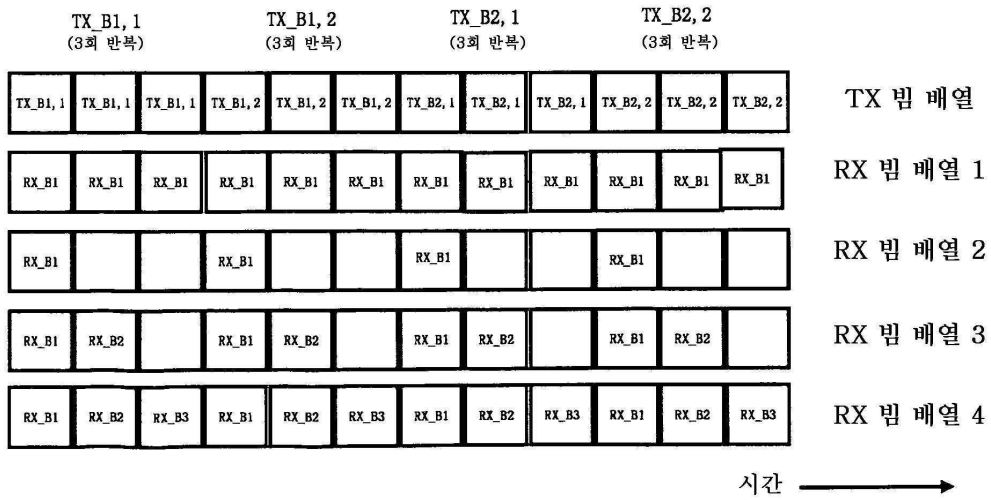 TX_B1, 1 TX_B1, 2 TX_B2, 1 TX_B2, 2
(3회 반복) (3회 반복) (3회 반복) (3회 반복)
TX_B1, 1 TX_B1, 1 TX_B1, 1 TX_B1, 2 TX_B1, 2 TX_B1, 2 TX_B2, 1 TX_B2, 1 TX_B2, 1 TX_B2, 2 TX_B2, 2 TX_B2, 2 TX 빔 배열
RX_B1 RX_B1 RX_B1 RX_B1 RX_B1 RX_B1 RX_B1 RX_B1 RX_B1 RX_B1 RX_B1 RX_B1 RX 빔 배열 1
RX_B1 RX_B1 RX_B1 RX_B1 RX 빔 배열 2
RX_B1 RX_B2 RX_B1 RX_B2 RX_B1 RX_B2 RX_B1 RX_B2 RX 빔 배열 3
RX_B1 RX_B2 RX_B3 RX_B1 RX_B2 RX_B3 RX_B1 RX_B2 RX_B3 RX_B1 RX_B2 RX_B3 RX 빔 배열 4
시간